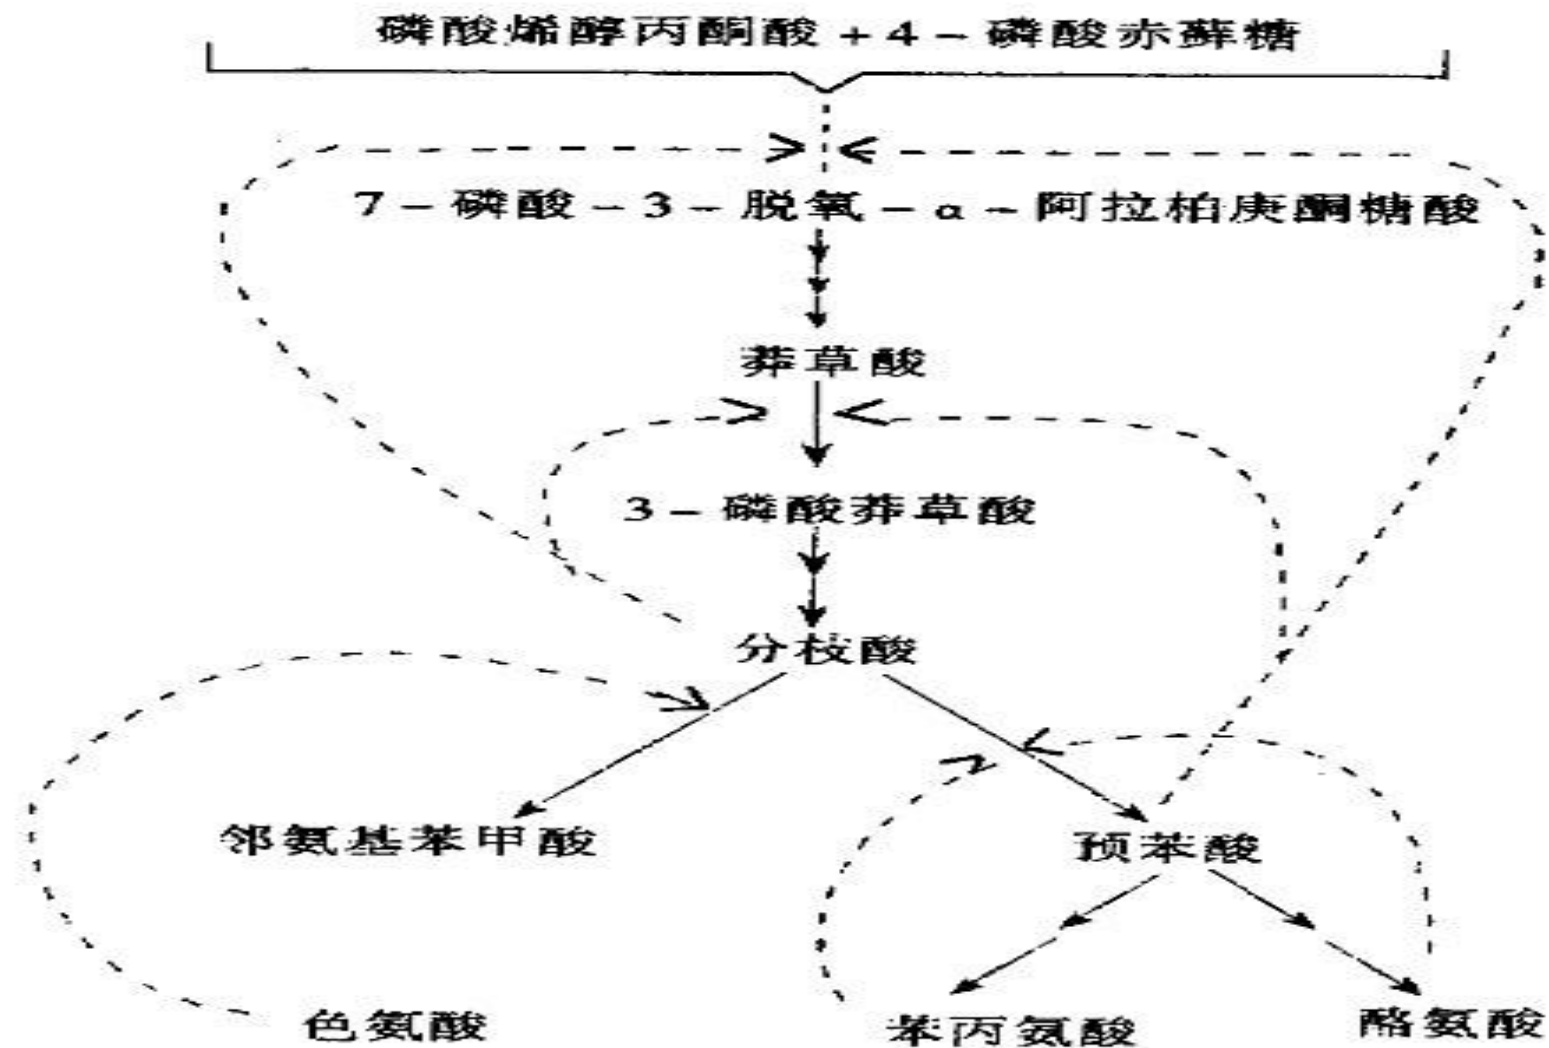 磷酸烯醇丙酮酸+4-磷酸赤藓糖
7-磷酸-3-脱氧-α-阿拉柏庚酮糖酸
莽草酸
3-磷酸莽草酸
分枝酸
邻氨基苯甲酸
预苯酸
色氨酸
苯丙氨酸
酪氨酸